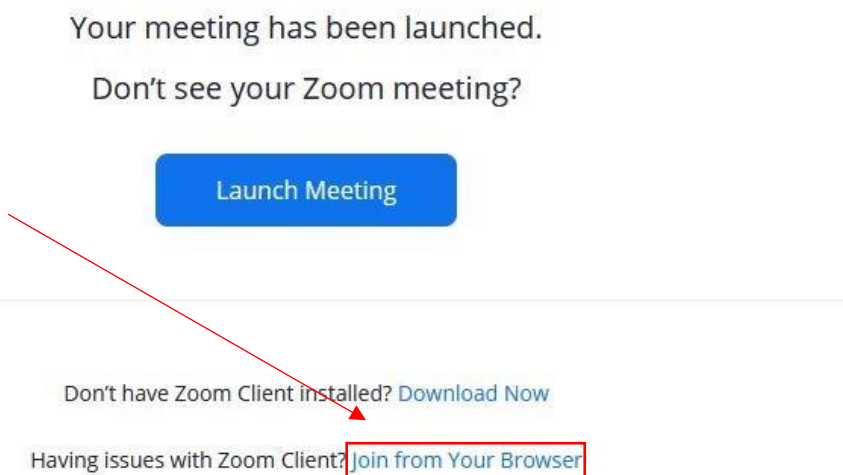 Your meeting has been launched.
Don’t see your Zoom meeting?
Launch Meeting
Don’t have Zoom Client installed? Download Now
Having issues with Zoom Client? Join from Your Browser